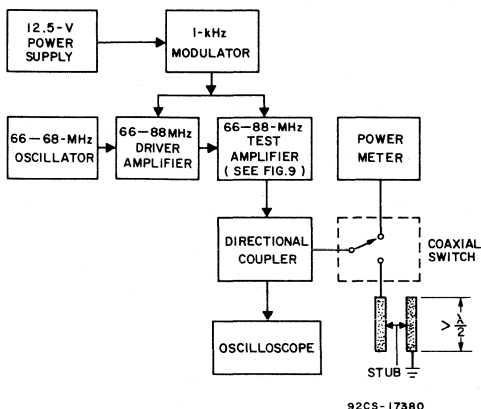 12.5-V
POWER
SUPPLY
1-kHz
MODULATOR
66-68-MHz
OSCILLATOR
66-88MHz
DRIVER
AMPLIFIER
66-88-MHz
TEST
AMPLIFIER
(SEE FIG.9)
POWER
METER
DIRECTIONAL
COUPLER
COAXIAL
SWITCH
OSCILLOSCOPE
STUB
> λ/2
92CS-17380